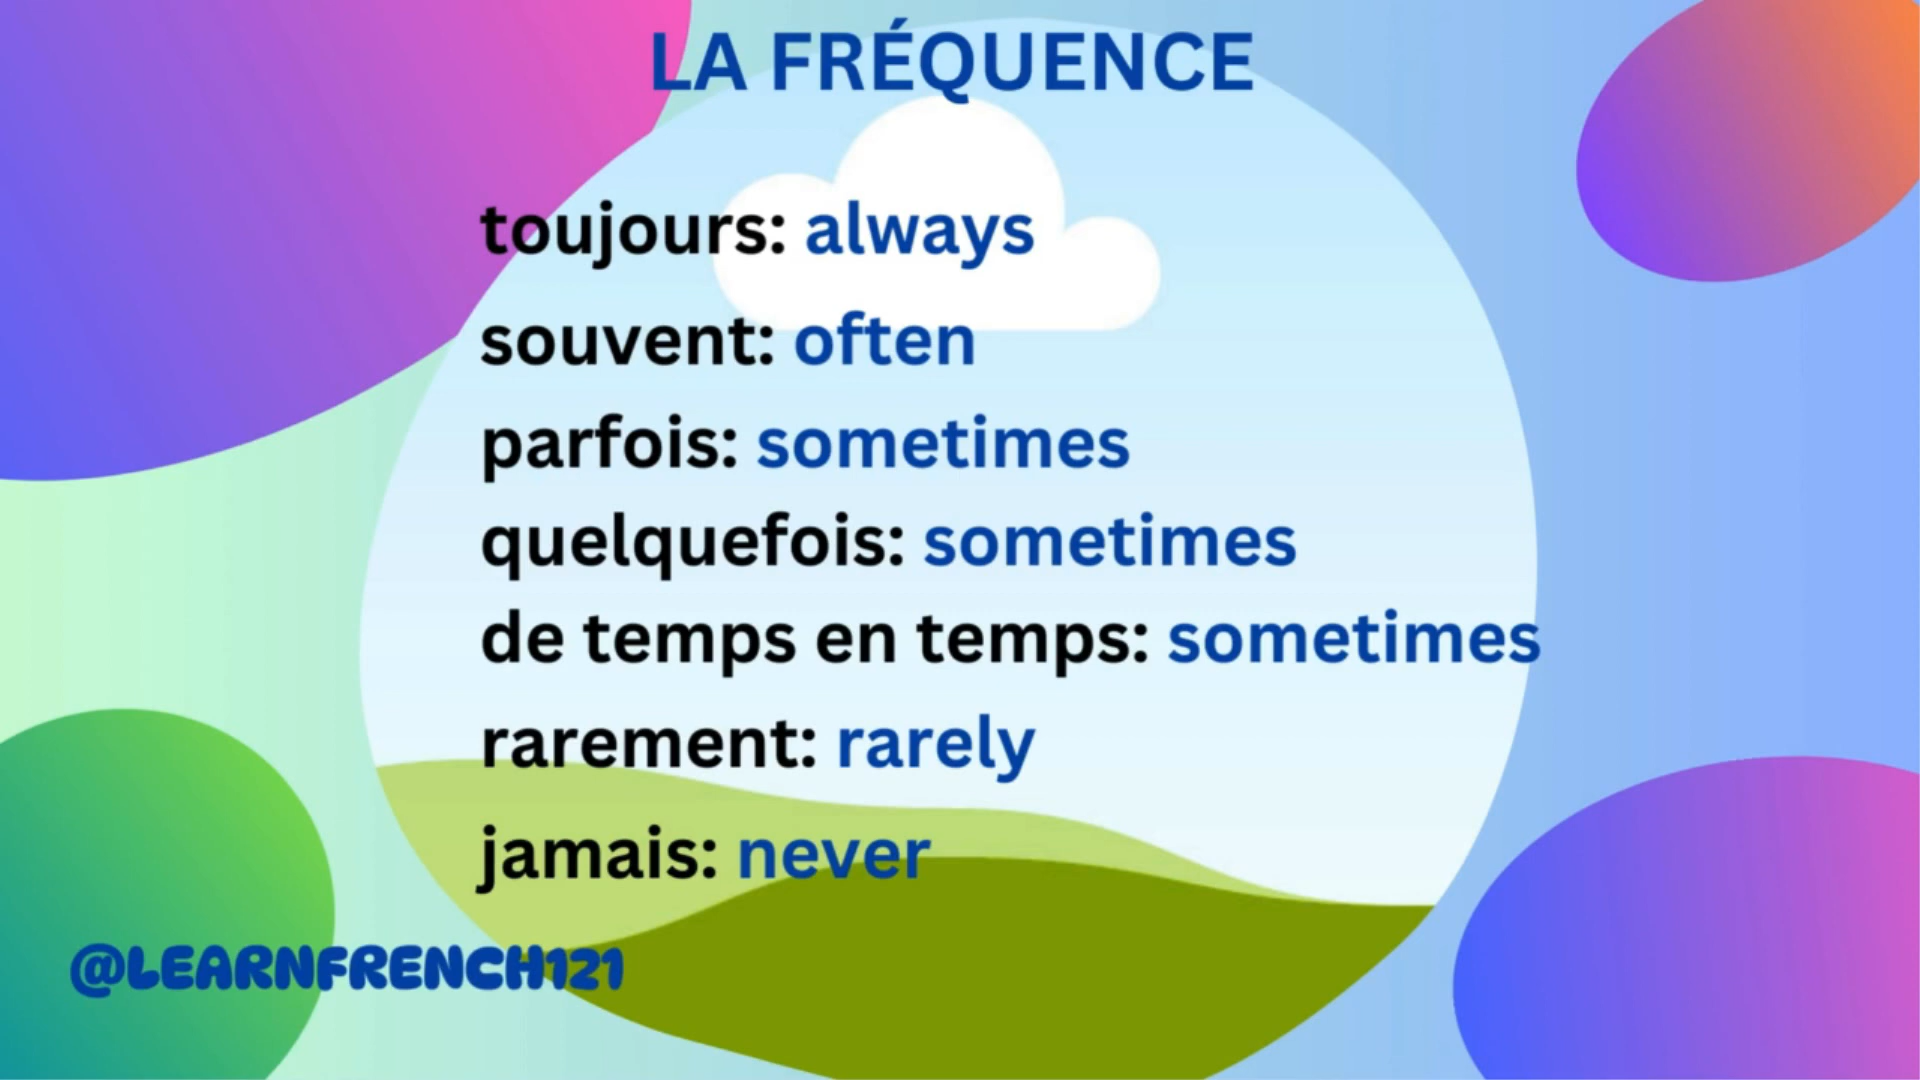 LA FRÉQUENCE
toujours: always
souvent: often
parfois: sometimes
quelquefois: sometimes
de temps en temps: sometimes
rarement: rarely
jamais: never
@LEARNFRENCH121